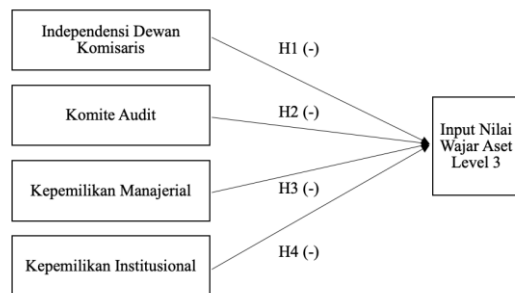 Independensi Dewan
Komisaris
H1 (-)
Komite Audit
H2 (-)
Input Nilai
Wajar Aset
Level 3
Kepemilikan Manajerial
H3 (-)
Kepemilikan Institusional
H4 (-)